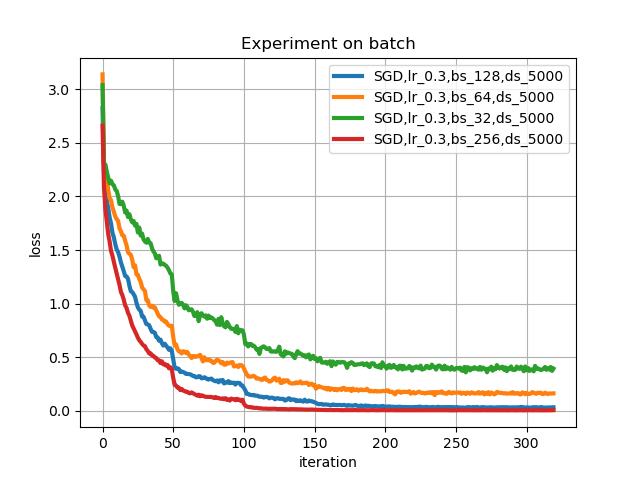 Experiment on batch
SGD,lr_0.3,bs_128,ds_5000
SGD,lr_0.3,bs_64,ds_5000
SGD,lr_0.3,bs_32,ds_5000
SGD,lr_0.3,bs_256,ds_5000
3.0
2.5
2.0
1.5
1.0
0.5
0.0
loss
0 50 100 150 200 250 300
iteration